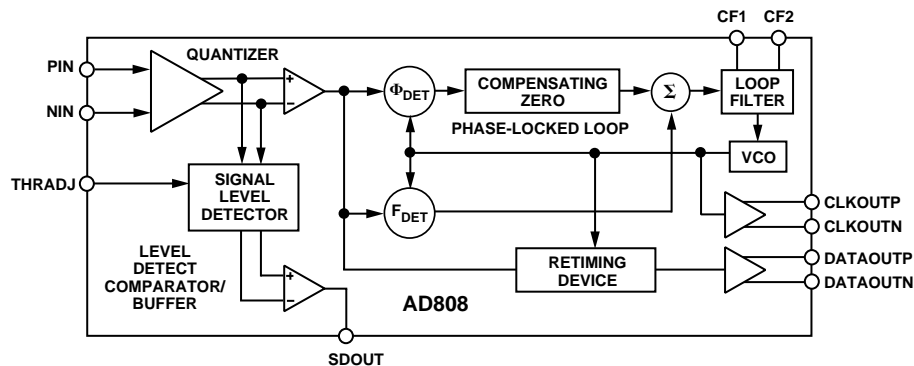 CF1 CF2
QUANTIZER
PIN
NIN
+
−
Φ DET
COMPENSATING
ZERO
Σ
LOOP
FILTER
PHASE-LOCKED LOOP
VCO
THRADJ
SIGNAL
LEVEL
DETECTOR
F DET
CLKOUTP
CLKOUTN
LEVEL
DETECT
COMPARATOR/
BUFFER
+
−
RETIMING
DEVICE
DATAOUTP
DATAOUTN
AD808
SDOUT